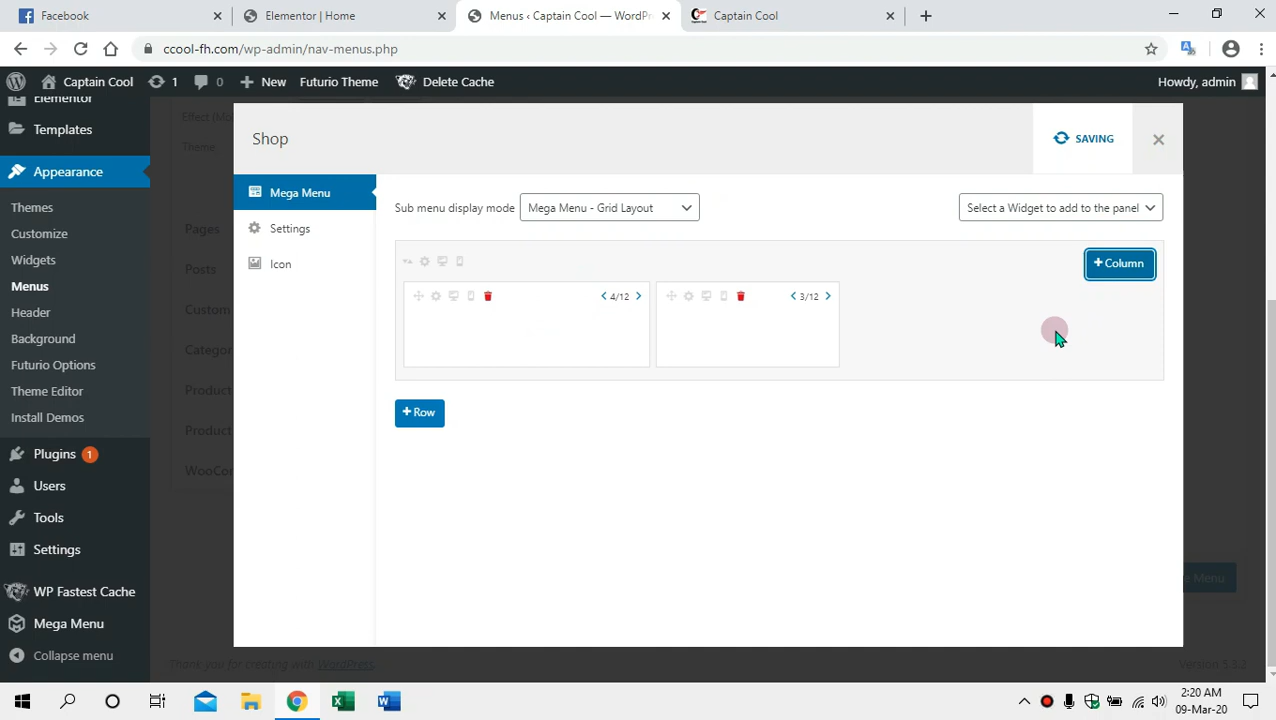 Facebook
Elementor | Home
Menus ‹ Captain Cool — WordPr
Captain Cool
ccool-fh.com/wp-admin/nav-menus.php
Captain Cool
1
0
New
Futurio Theme
Delete Cache
Howdy, admin
Elementor
Templates
Appearance
Themes
Customize
Widgets
Menus
Header
Background
Futurio Options
Theme Editor
Install Demos
Plugins 1
Users
Tools
Settings
WP Fastest Cache
Mega Menu
Collapse menu
Effect (Mo
Theme
Pages
Posts
Custom
Categor
Product
Product
WooCor
Shop
SAVING
Mega Menu
Settings
Icon
Sub menu display mode
Mega Menu - Grid Layout
Select a Widget to add to the panel
+ Column
4/12
3/12
+ Row
Menu
Thank you for creating with WordPress.
Version 5.3.2
2:20 AM
09-Mar-20